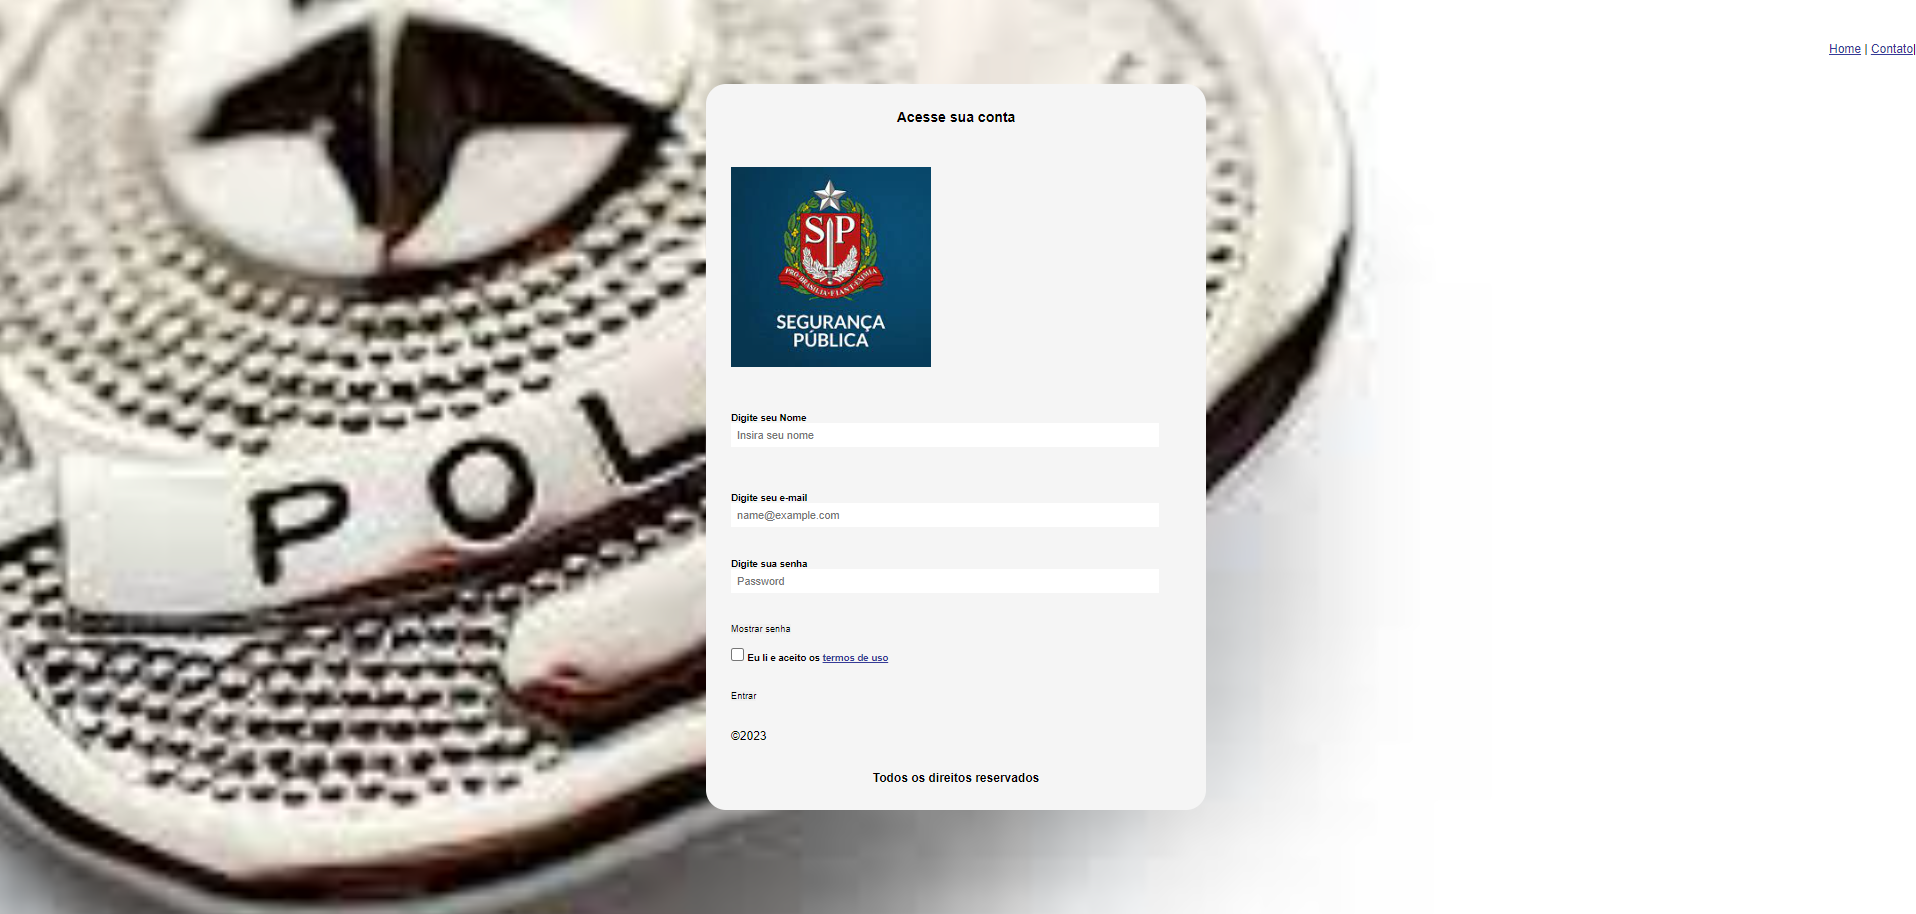 Home | Contato|
Acesse sua conta
SP
PRO BRASILIA FIANT EXIMIA
SEGURANÇA
PÚBLICA
Digite seu Nome
Insira seu nome
Digite seu e-mail
name@example.com
Digite sua senha
Password
Mostrar senha
Eu li e aceito os termos de uso
Entrar
©2023
Todos os direitos reservados
POL